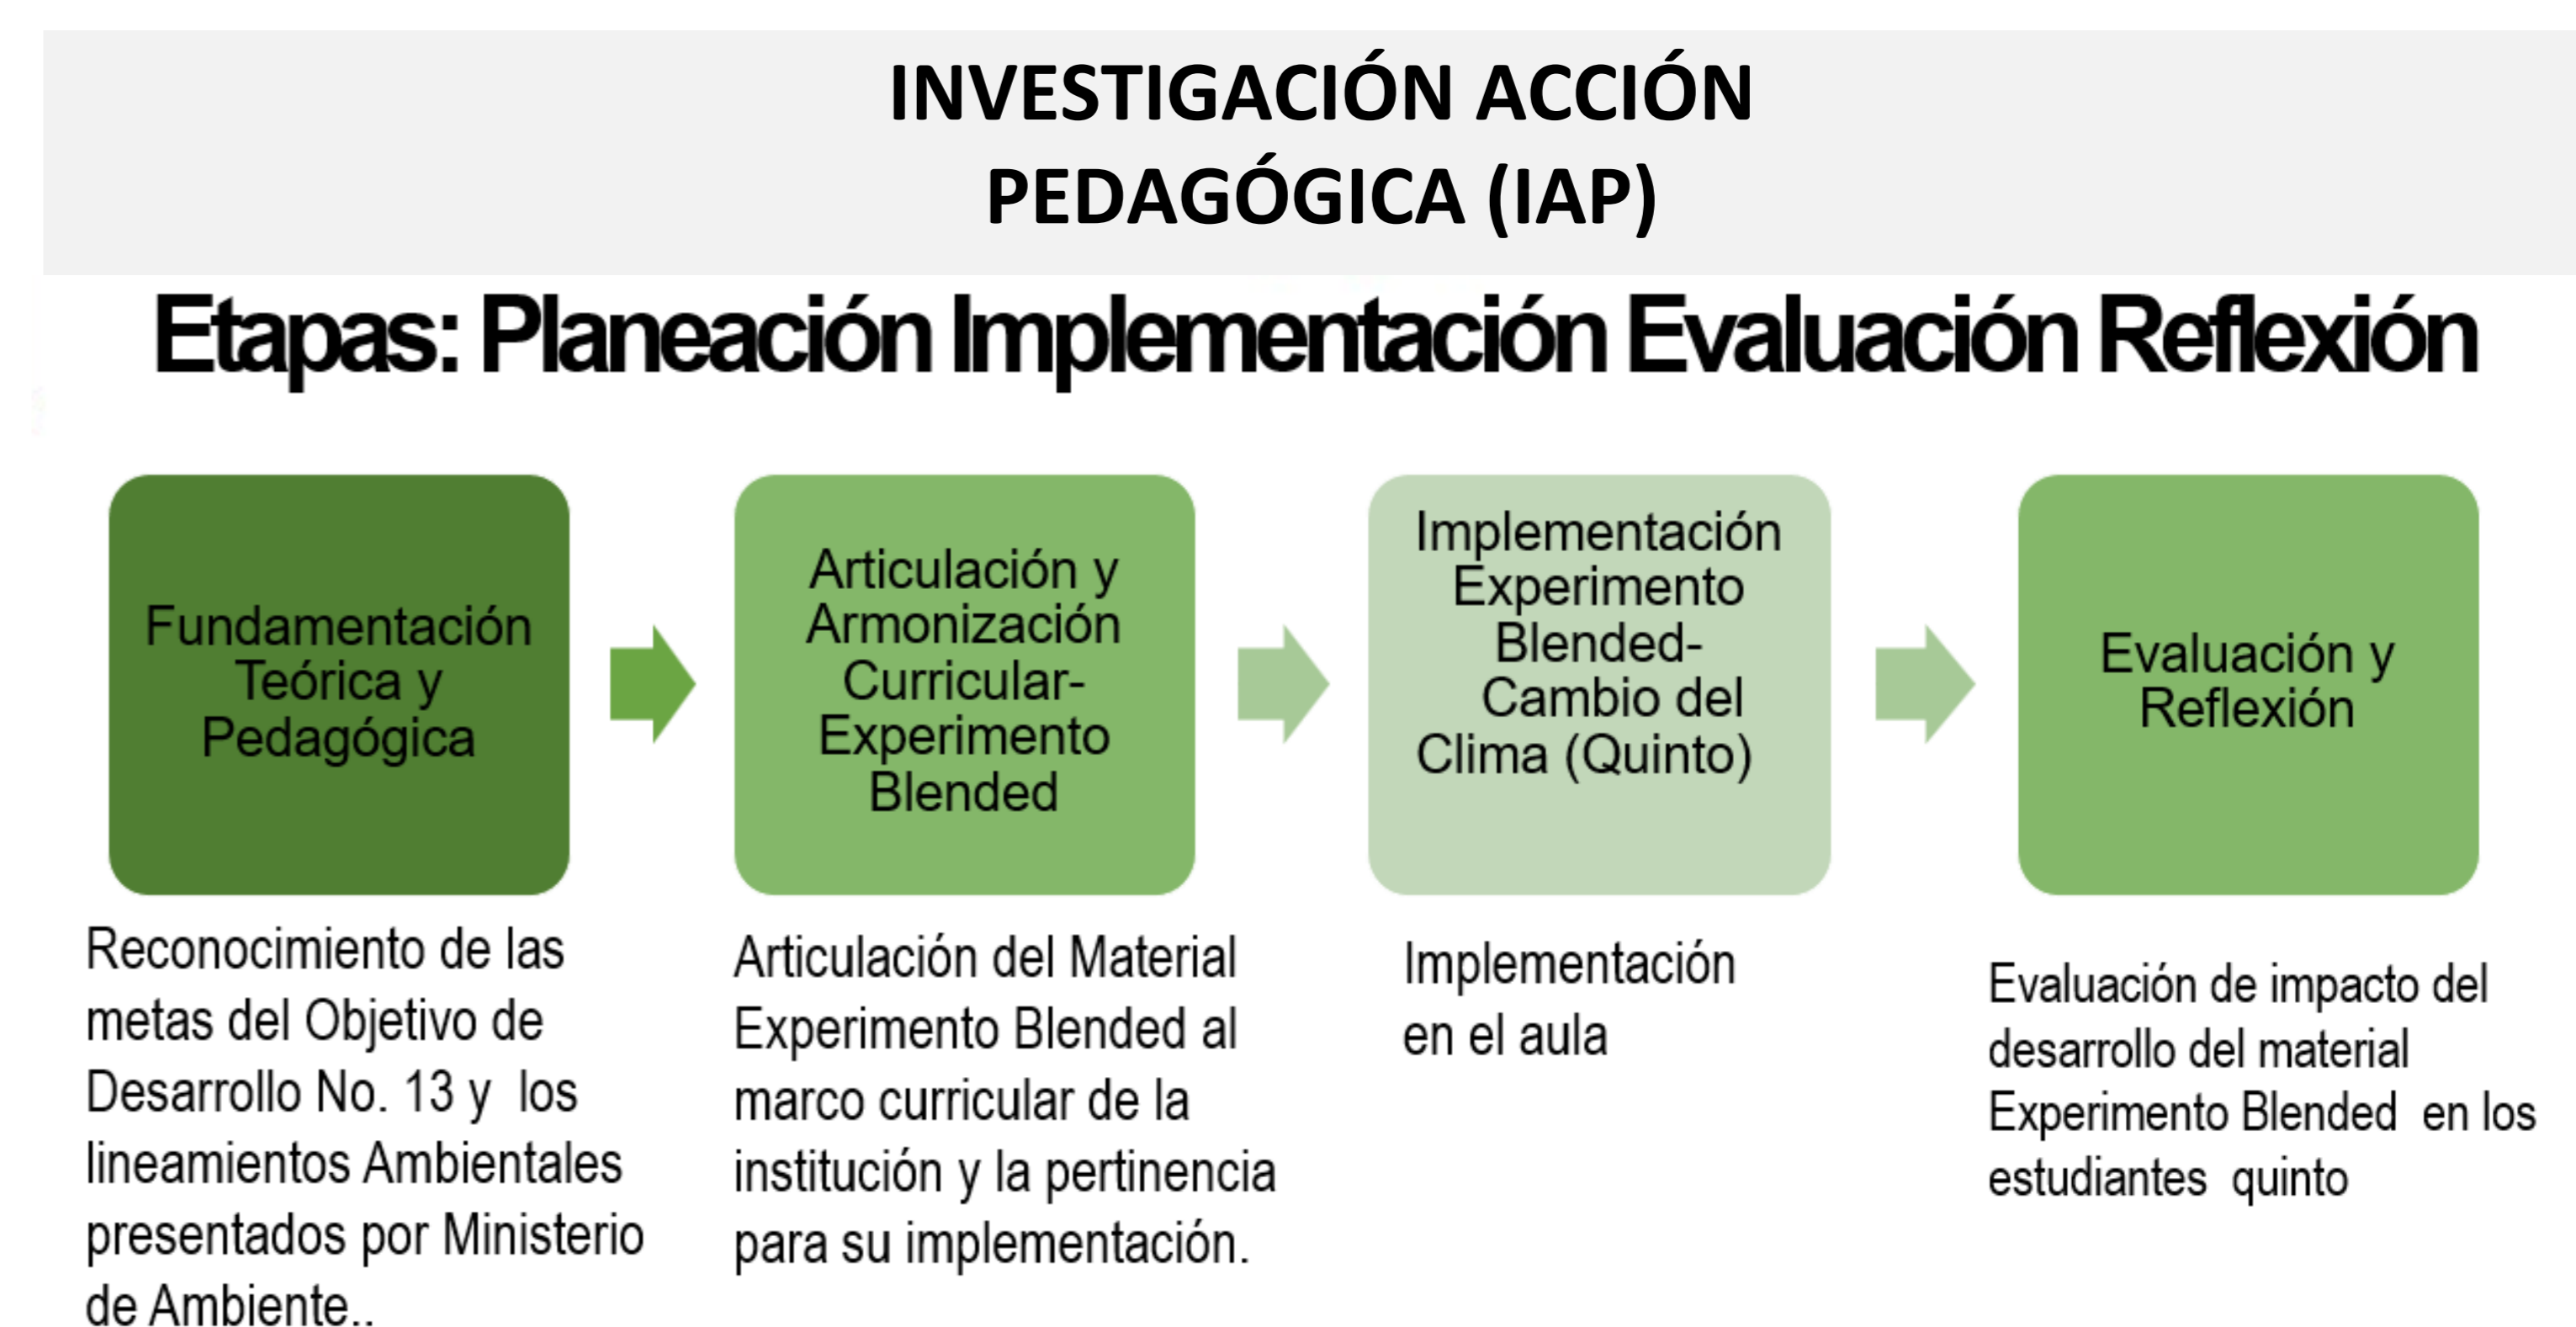 INVESTIGACIÓN ACCIÓN
PEDAGÓGICA (IAP)
Etapas: Planeación Implementación Evaluación Reflexión
Fundamentación
Teórica y
Pedagógica
Articulación y
Armonización
Curricular-
Experimento
Blended
Implementación
Experimento
Blended-
Cambio del
Clima (Quinto)
Evaluación y
Reflexión
Reconocimiento de las
metas del Objetivo de
Desarrollo No. 13 y los
lineamientos Ambientales
presentados por Ministerio
de Ambiente..
Articulación del Material
Experimento Blended al
marco curricular de la
institución y la pertinencia
para su implementación.
Implementación
en el aula
Evaluación de impacto del
desarrollo del material
Experimento Blended en los
estudiantes quinto